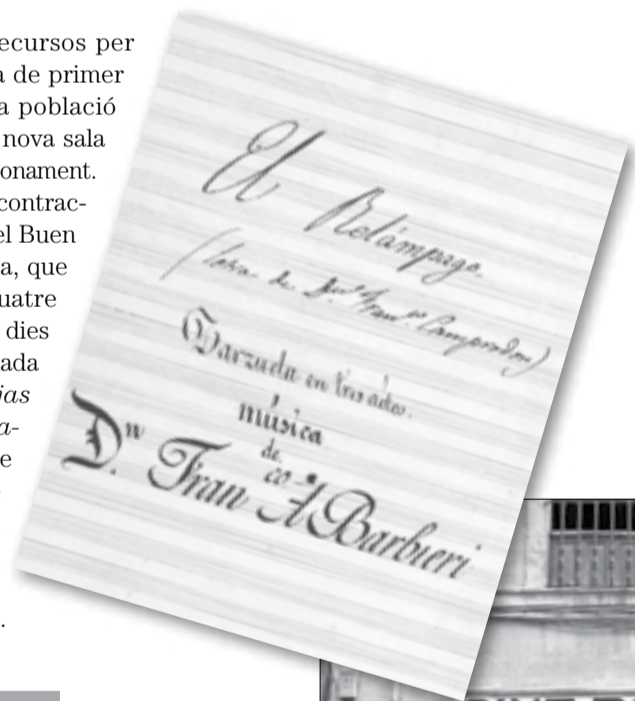 ecursos per
a de primer
a població
nova sala
onament.
contrac-
el Buen
a, que
uatre
dies
ada
ias
a-
e
.
El Relámpago.
(letra de Dn. Franco. Camprodon)
Zarzuela en tres actos.
música
de
Dn. Franco A. Barbieri